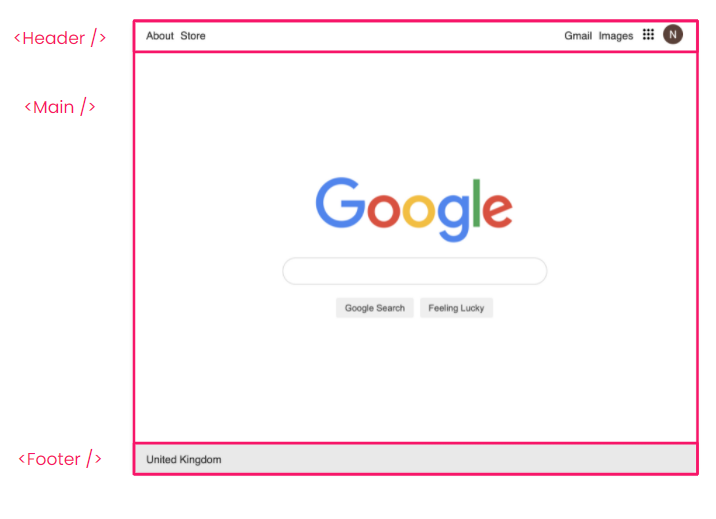 <Header />
About Store
Gmail Images
N
<Main />
Google
Google Search
Feeling Lucky
<Footer />
United Kingdom